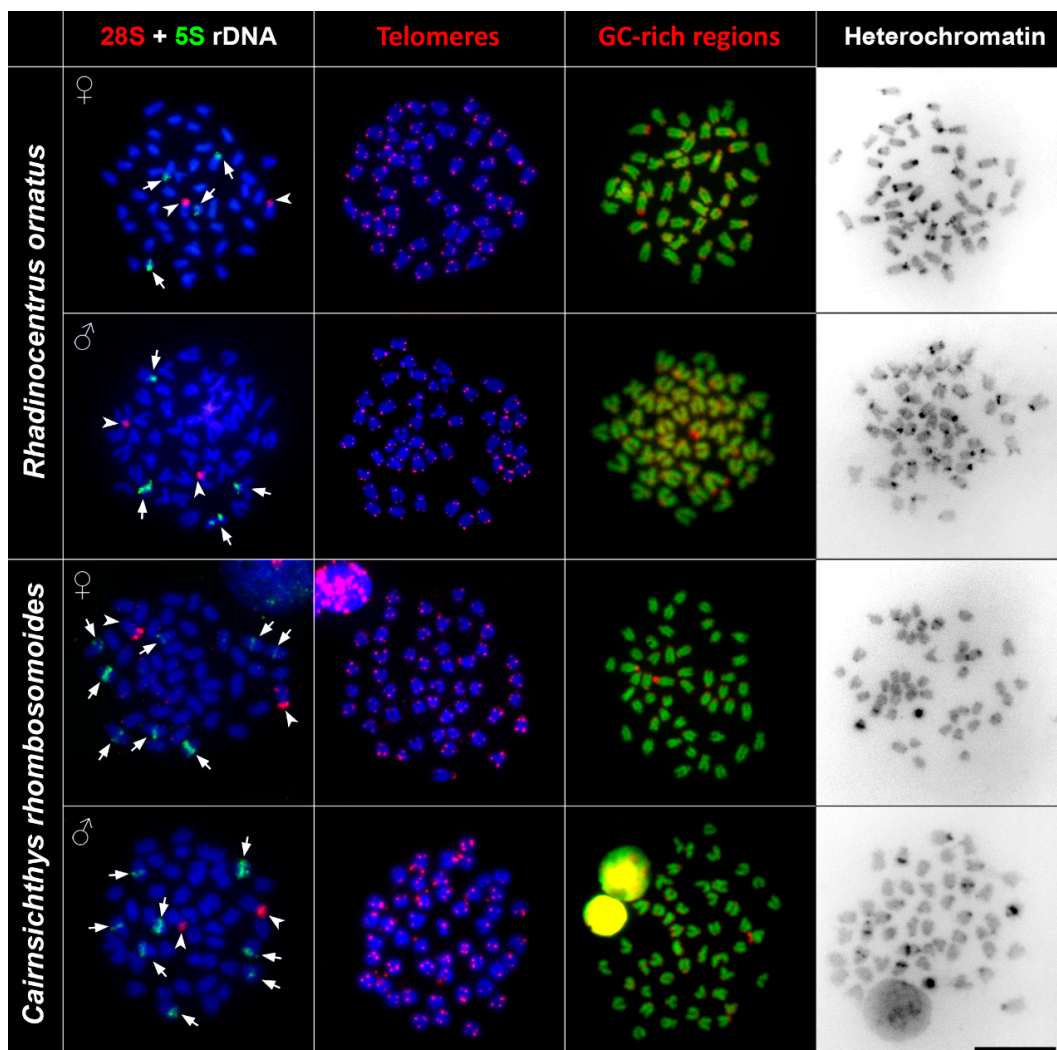 28S + 5S rDNA
Telomeres
GC-rich regions
Heterochromatin
Rhadinocentrus ornatus
♀
♂
Cairnsichthys rhombosomoides
♀
♂